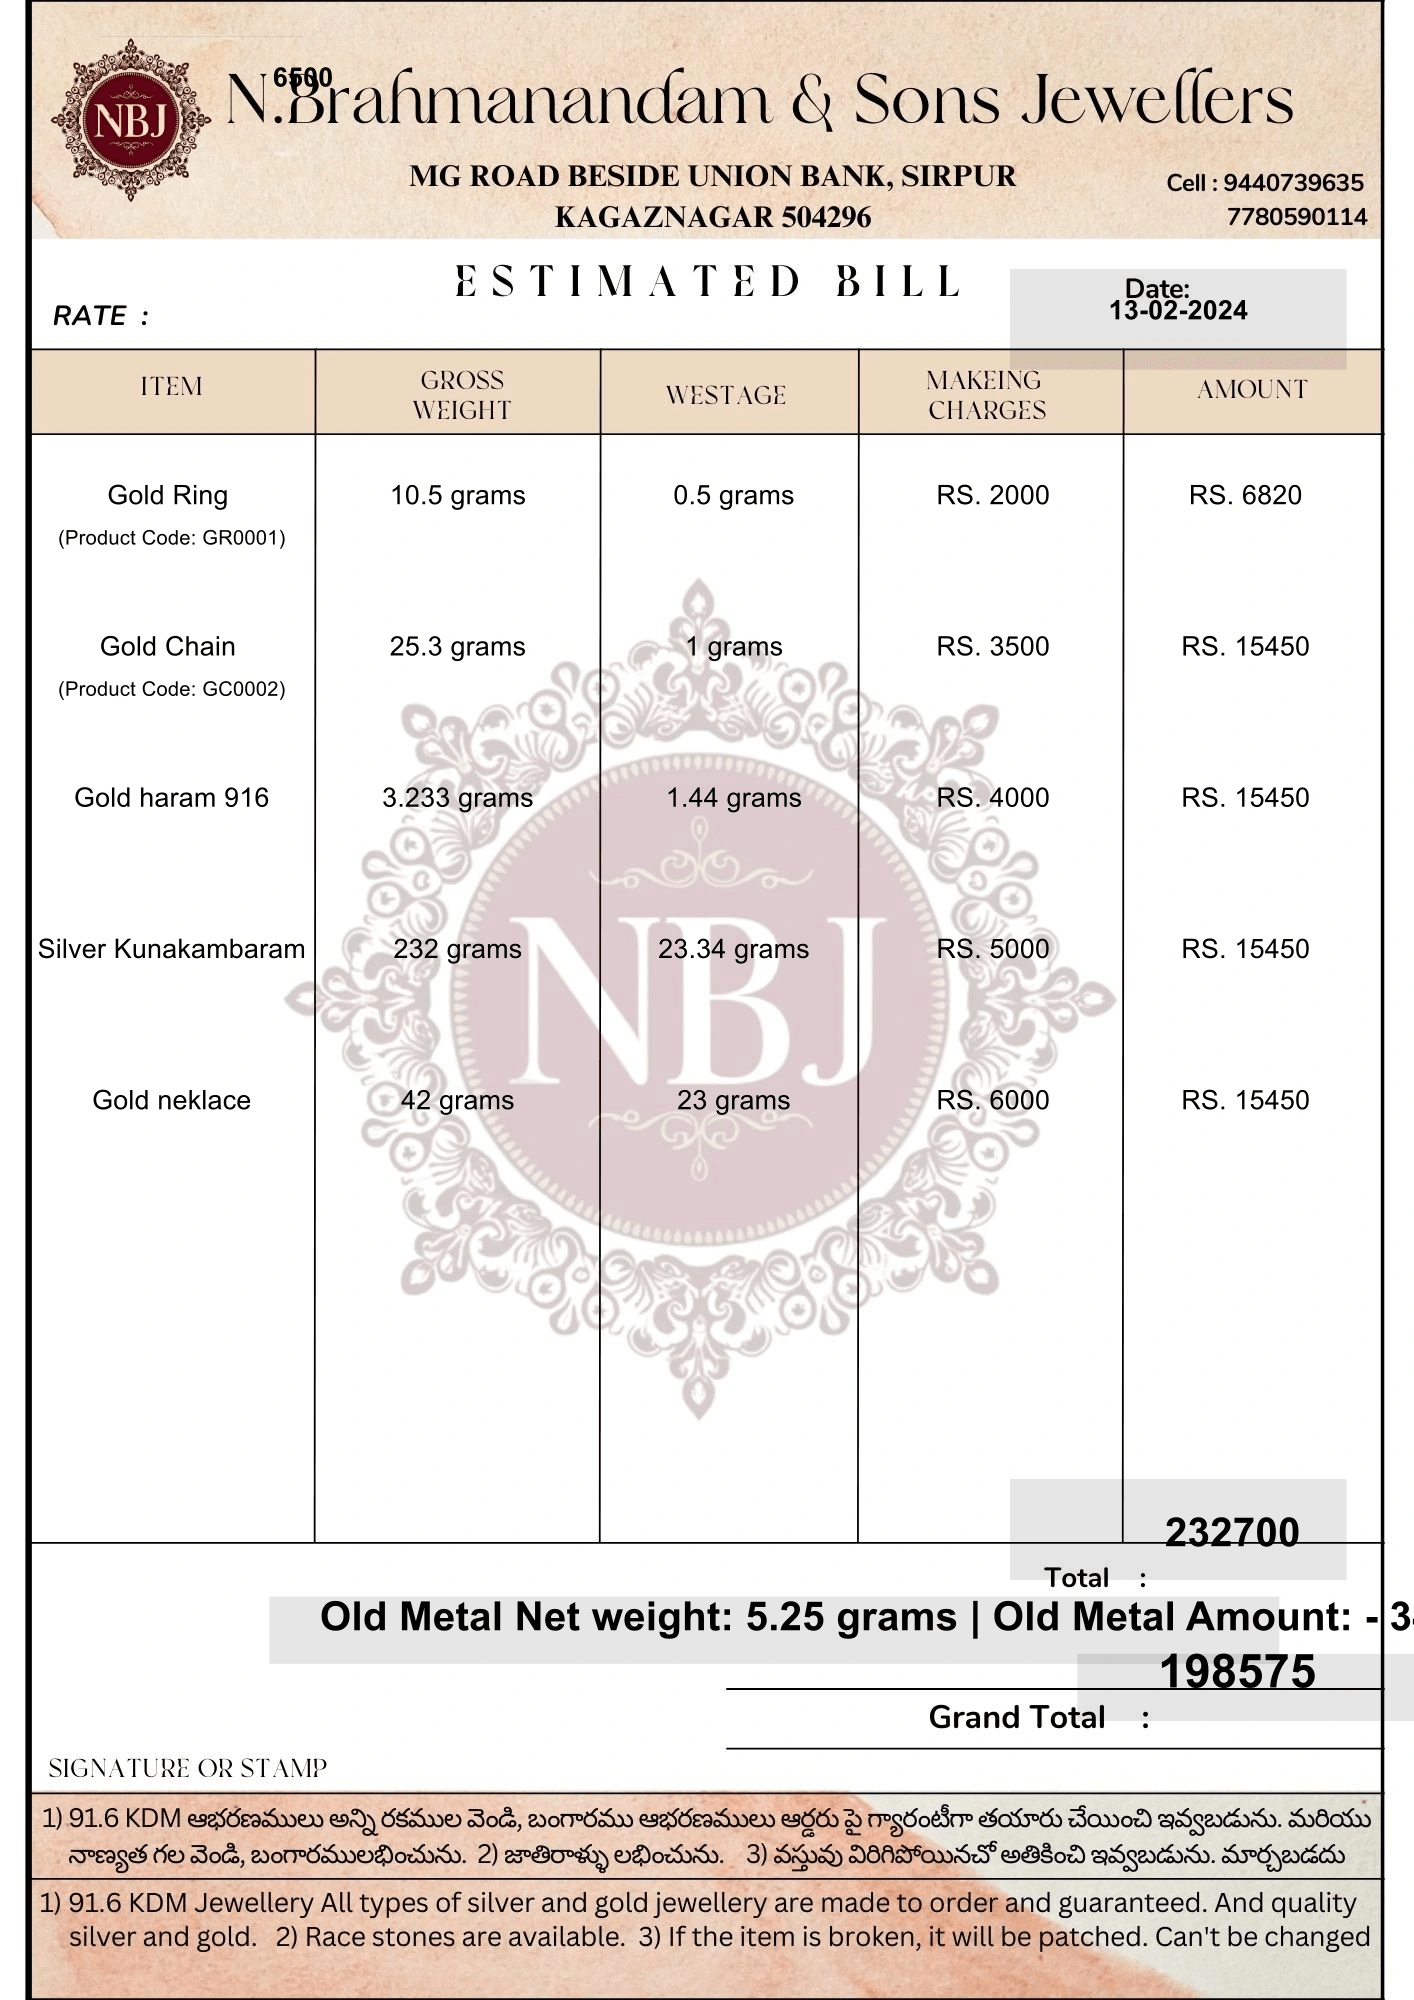 6500
NBJ
N.Brahmanandam & Sons Jewellers
MG ROAD BESIDE UNION BANK, SIRPUR
KAGAZNAGAR 504296
Cell : 9440739635
7780590114
ESTIMATED BILL
Date:
13-02-2024
RATE :
ITEM GROSS WEIGHT WESTAGE MAKEING CHARGES AMOUNT
Gold Ring 10.5 grams 0.5 grams RS. 2000 RS. 6820
(Product Code: GR0001)
Gold Chain 25.3 grams 1 grams RS. 3500 RS. 15450
(Product Code: GC0002)
Gold haram 916 3.233 grams 1.44 grams RS. 4000 RS. 15450
Silver Kunakambaram 232 grams 23.34 grams RS. 5000 RS. 15450
NBJ
Gold neklace 42 grams 23 grams RS. 6000 RS. 15450
232700
Total :
Old Metal Net weight: 5.25 grams | Old Metal Amount: - 3
198575
Grand Total :
SIGNATURE OR STAMP
1) 91.6 KDM ఆభరణములు అన్ని రకముల వెండి, బంగారము ఆభరణములు ఆర్డరు పై గ్యారంటీగా తయారు చేయించి ఇవ్వబడును. మరియు
నాణ్యత గల వెండి, బంగారములభించును. 2) జాతిరాళ్ళు లభించును. 3) వస్తువు విరిగిపోయినచో అతికించి ఇవ్వబడును. మార్చబడదు
1) 91.6 KDM Jewellery All types of silver and gold jewellery are made to order and guaranteed. And quality
silver and gold. 2) Race stones are available. 3) If the item is broken, it will be patched. Can't be changed